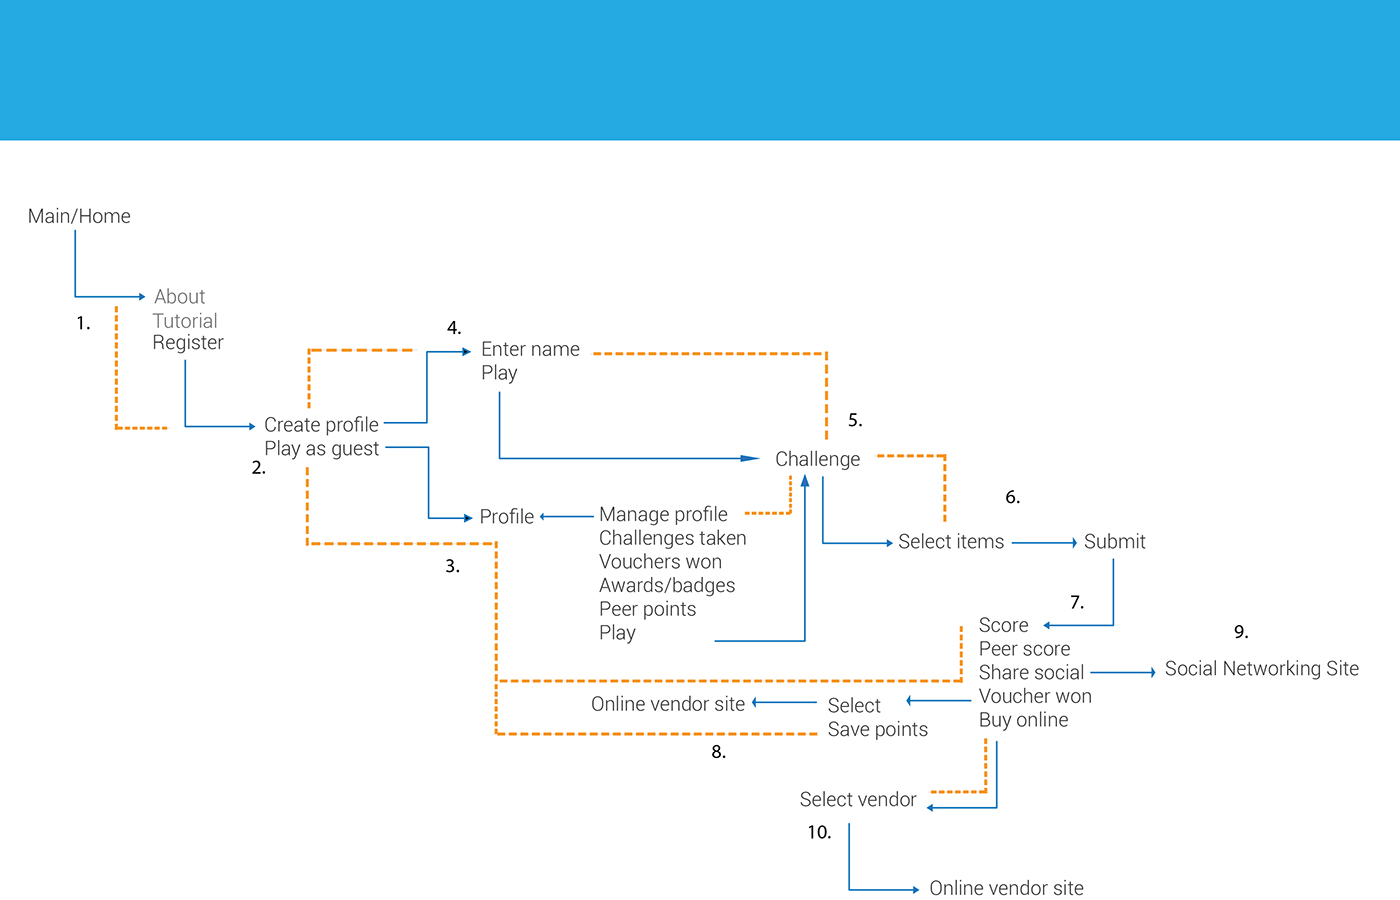 Main/Home
About
1.
Tutorial
Register
4.
Enter name
Play
Create profile
Play as guest
2.
5.
Challenge
6.
Profile
Manage profile
Challenges taken
Vouchers won
Awards/badges
Peer points
Play
3.
Select items
Submit
7.
Score
Peer score
Share social
Voucher won
Buy online
9.
Social Networking Site
Online vendor site
Select
Save points
8.
Select vendor
10.
Online vendor site